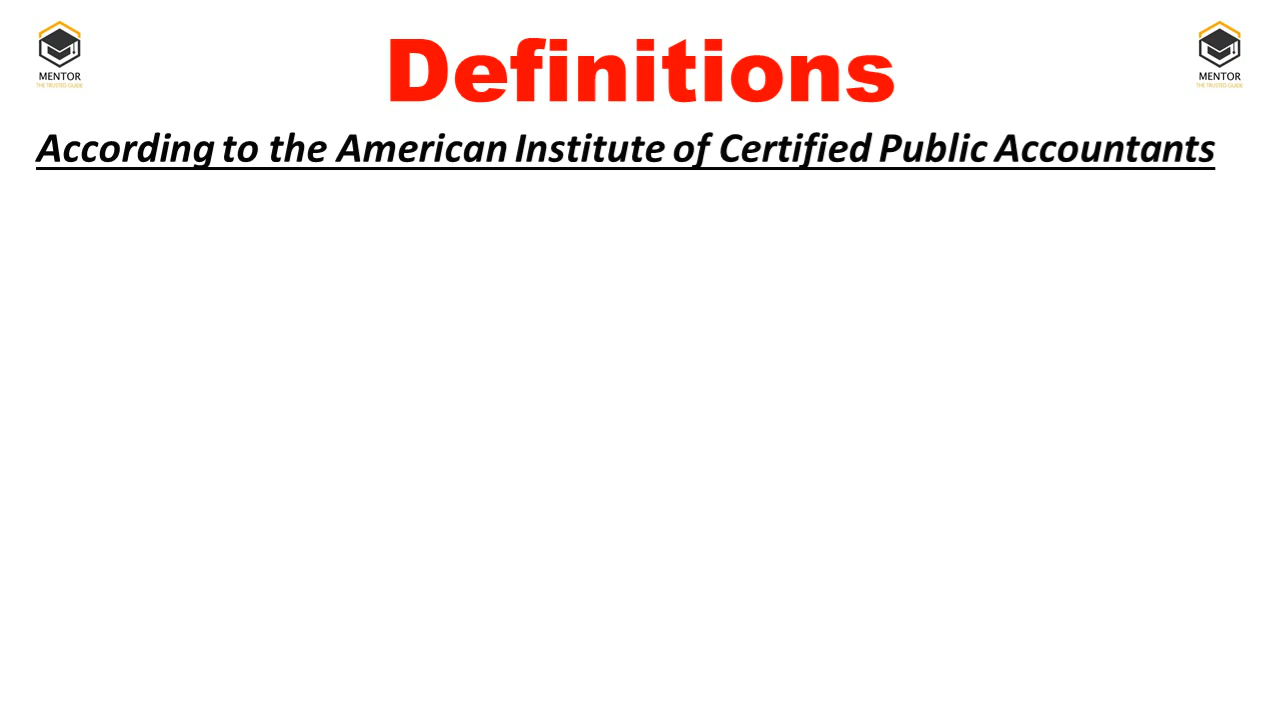 MENTOR
THE TRUSTED GUIDE
Definitions
MENTOR
THE TRUSTED GUIDE
According to the American Institute of Certified Public Accountants